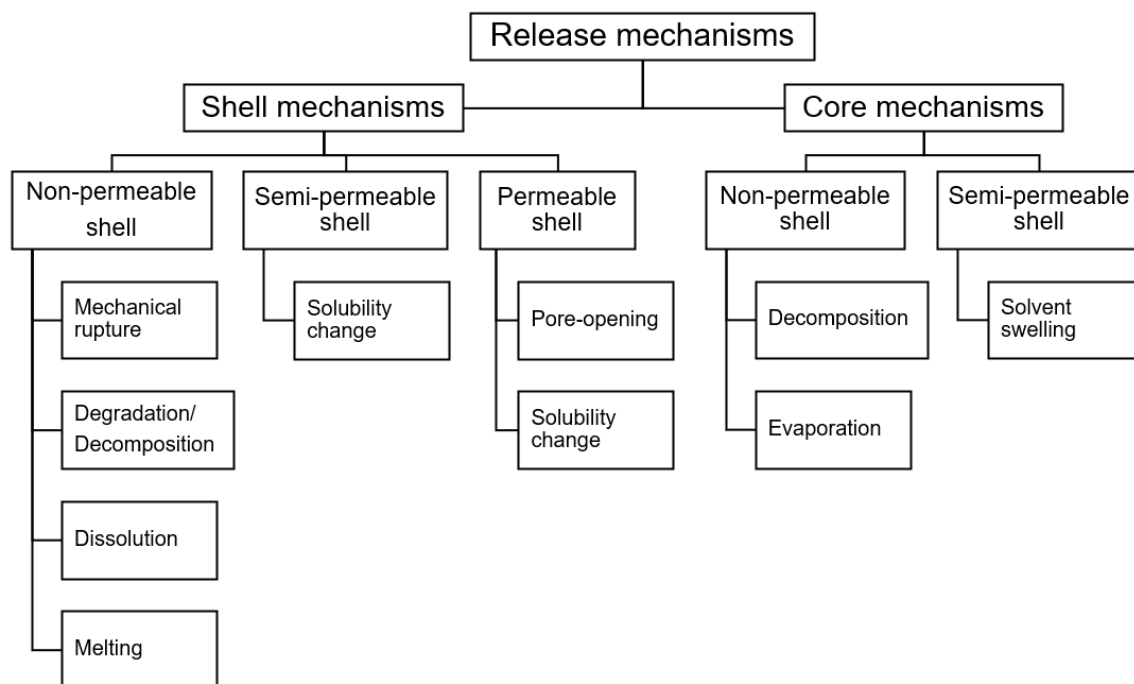 Release mechanisms
Shell mechanisms
Core mechanisms
Non-permeable
shell
Semi-permeable
shell
Permeable
shell
Non-permeable
shell
Semi-permeable
shell
Mechanical
rupture
Solubility
change
Pore-opening
Decomposition
Solvent
swelling
Degradation/
Decomposition
Solubility
change
Evaporation
Dissolution
Melting